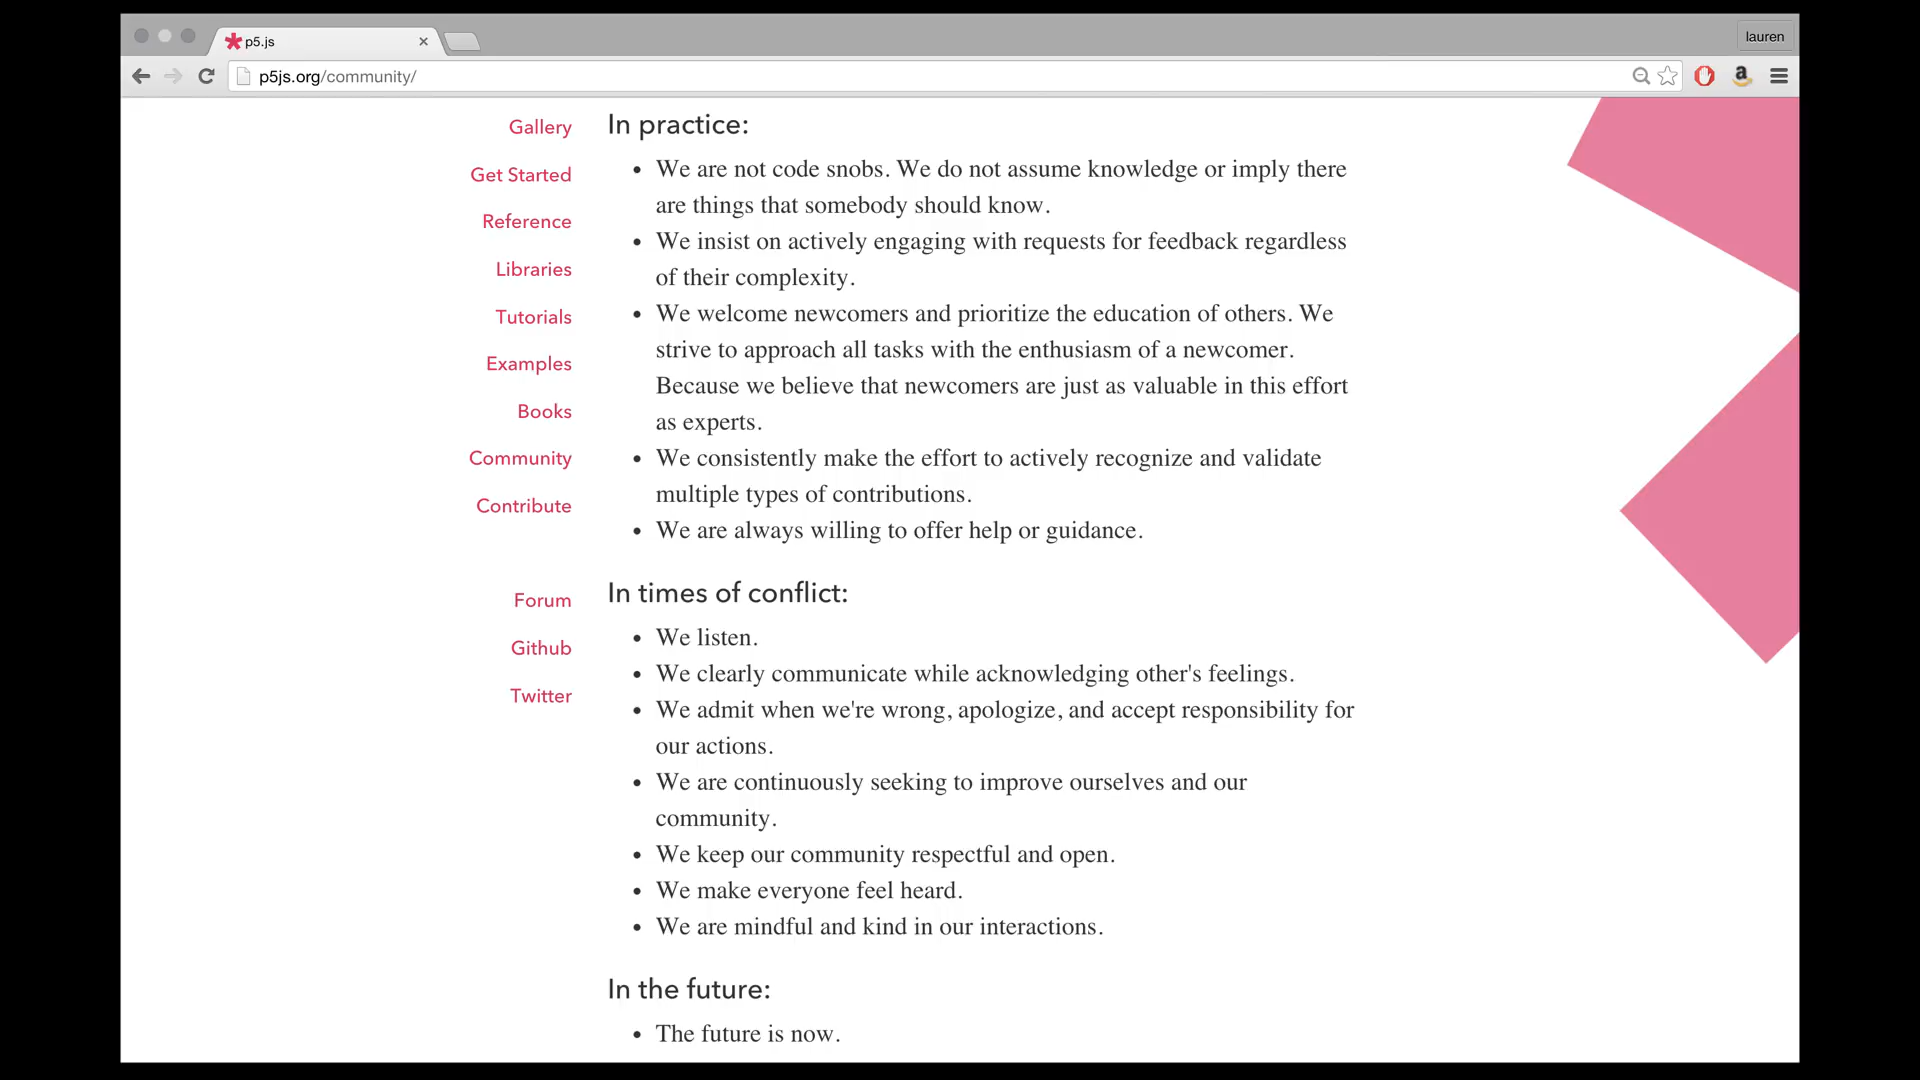 p5.js
lauren
p5js.org/community/
Gallery
Get Started
Reference
Libraries
Tutorials
Examples
Books
Community
Contribute
Forum
Github
Twitter
In practice:
• We are not code snobs. We do not assume knowledge or imply there
are things that somebody should know.
• We insist on actively engaging with requests for feedback regardless
of their complexity.
• We welcome newcomers and prioritize the education of others. We
strive to approach all tasks with the enthusiasm of a newcomer.
Because we believe that newcomers are just as valuable in this effort
as experts.
• We consistently make the effort to actively recognize and validate
multiple types of contributions.
• We are always willing to offer help or guidance.
In times of conflict:
• We listen.
• We clearly communicate while acknowledging other's feelings.
• We admit when we're wrong, apologize, and accept responsibility for
our actions.
• We are continuously seeking to improve ourselves and our
community.
• We keep our community respectful and open.
• We make everyone feel heard.
• We are mindful and kind in our interactions.
In the future:
• The future is now.